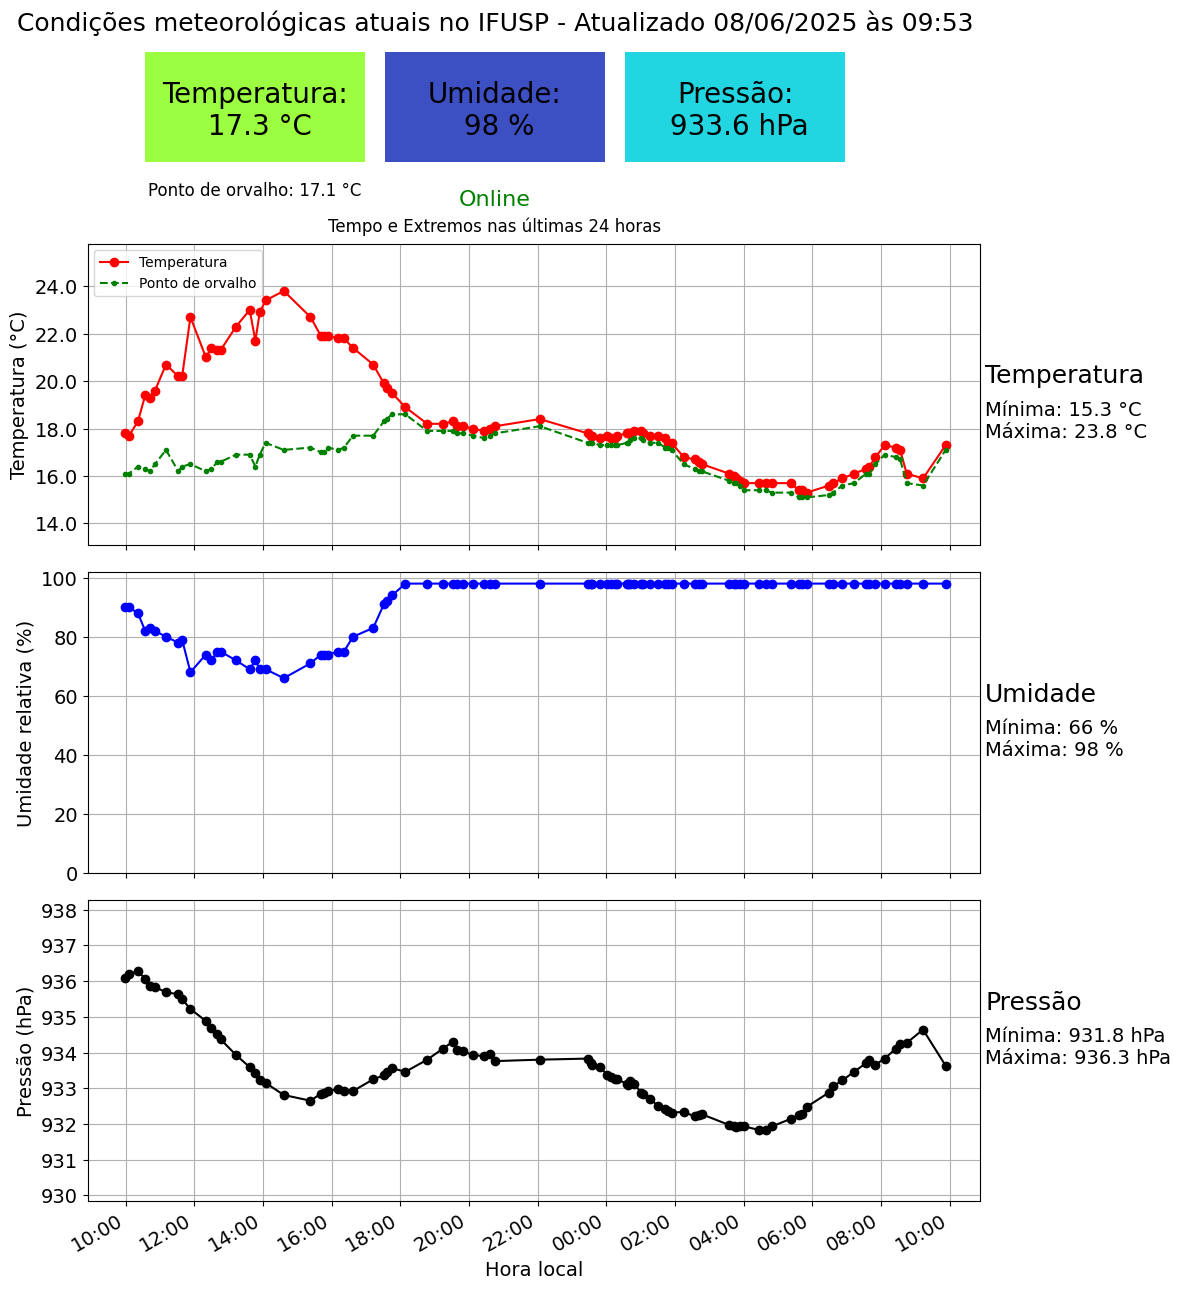 Condições meteorológicas atuais no IFUSP - Atualizado 08/06/2025 às 09:53
Temperatura:
17.3 °C
Umidade:
98 %
Pressão:
933.6 hPa
Ponto de orvalho: 17.1 °C
Online
Tempo e Extremos nas últimas 24 horas
Temperatura
Ponto de orvalho
Temperatura (°C)
24.0
22.0
20.0
18.0
16.0
14.0
Temperatura
Mínima: 15.3 °C
Máxima: 23.8 °C
Umidade relativa (%)
100
80
60
40
20
0
Umidade
Mínima: 66 %
Máxima: 98 %
Pressão (hPa)
938
937
936
935
934
933
932
931
930
Pressão
Mínima: 931.8 hPa
Máxima: 936.3 hPa
10:00
12:00
14:00
16:00
18:00
20:00
22:00
00:00
02:00
04:00
06:00
08:00
10:00
Hora local